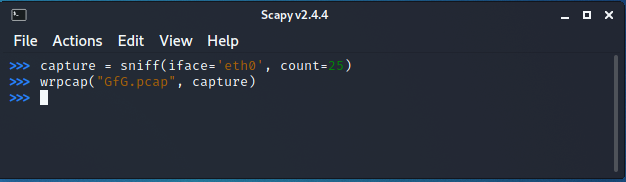 Scapy v2.4.4
File Actions Edit View Help
>>> capture = sniff(iface='eth0', count=25)
>>> wrpcap("GfG.pcap", capture)
>>>